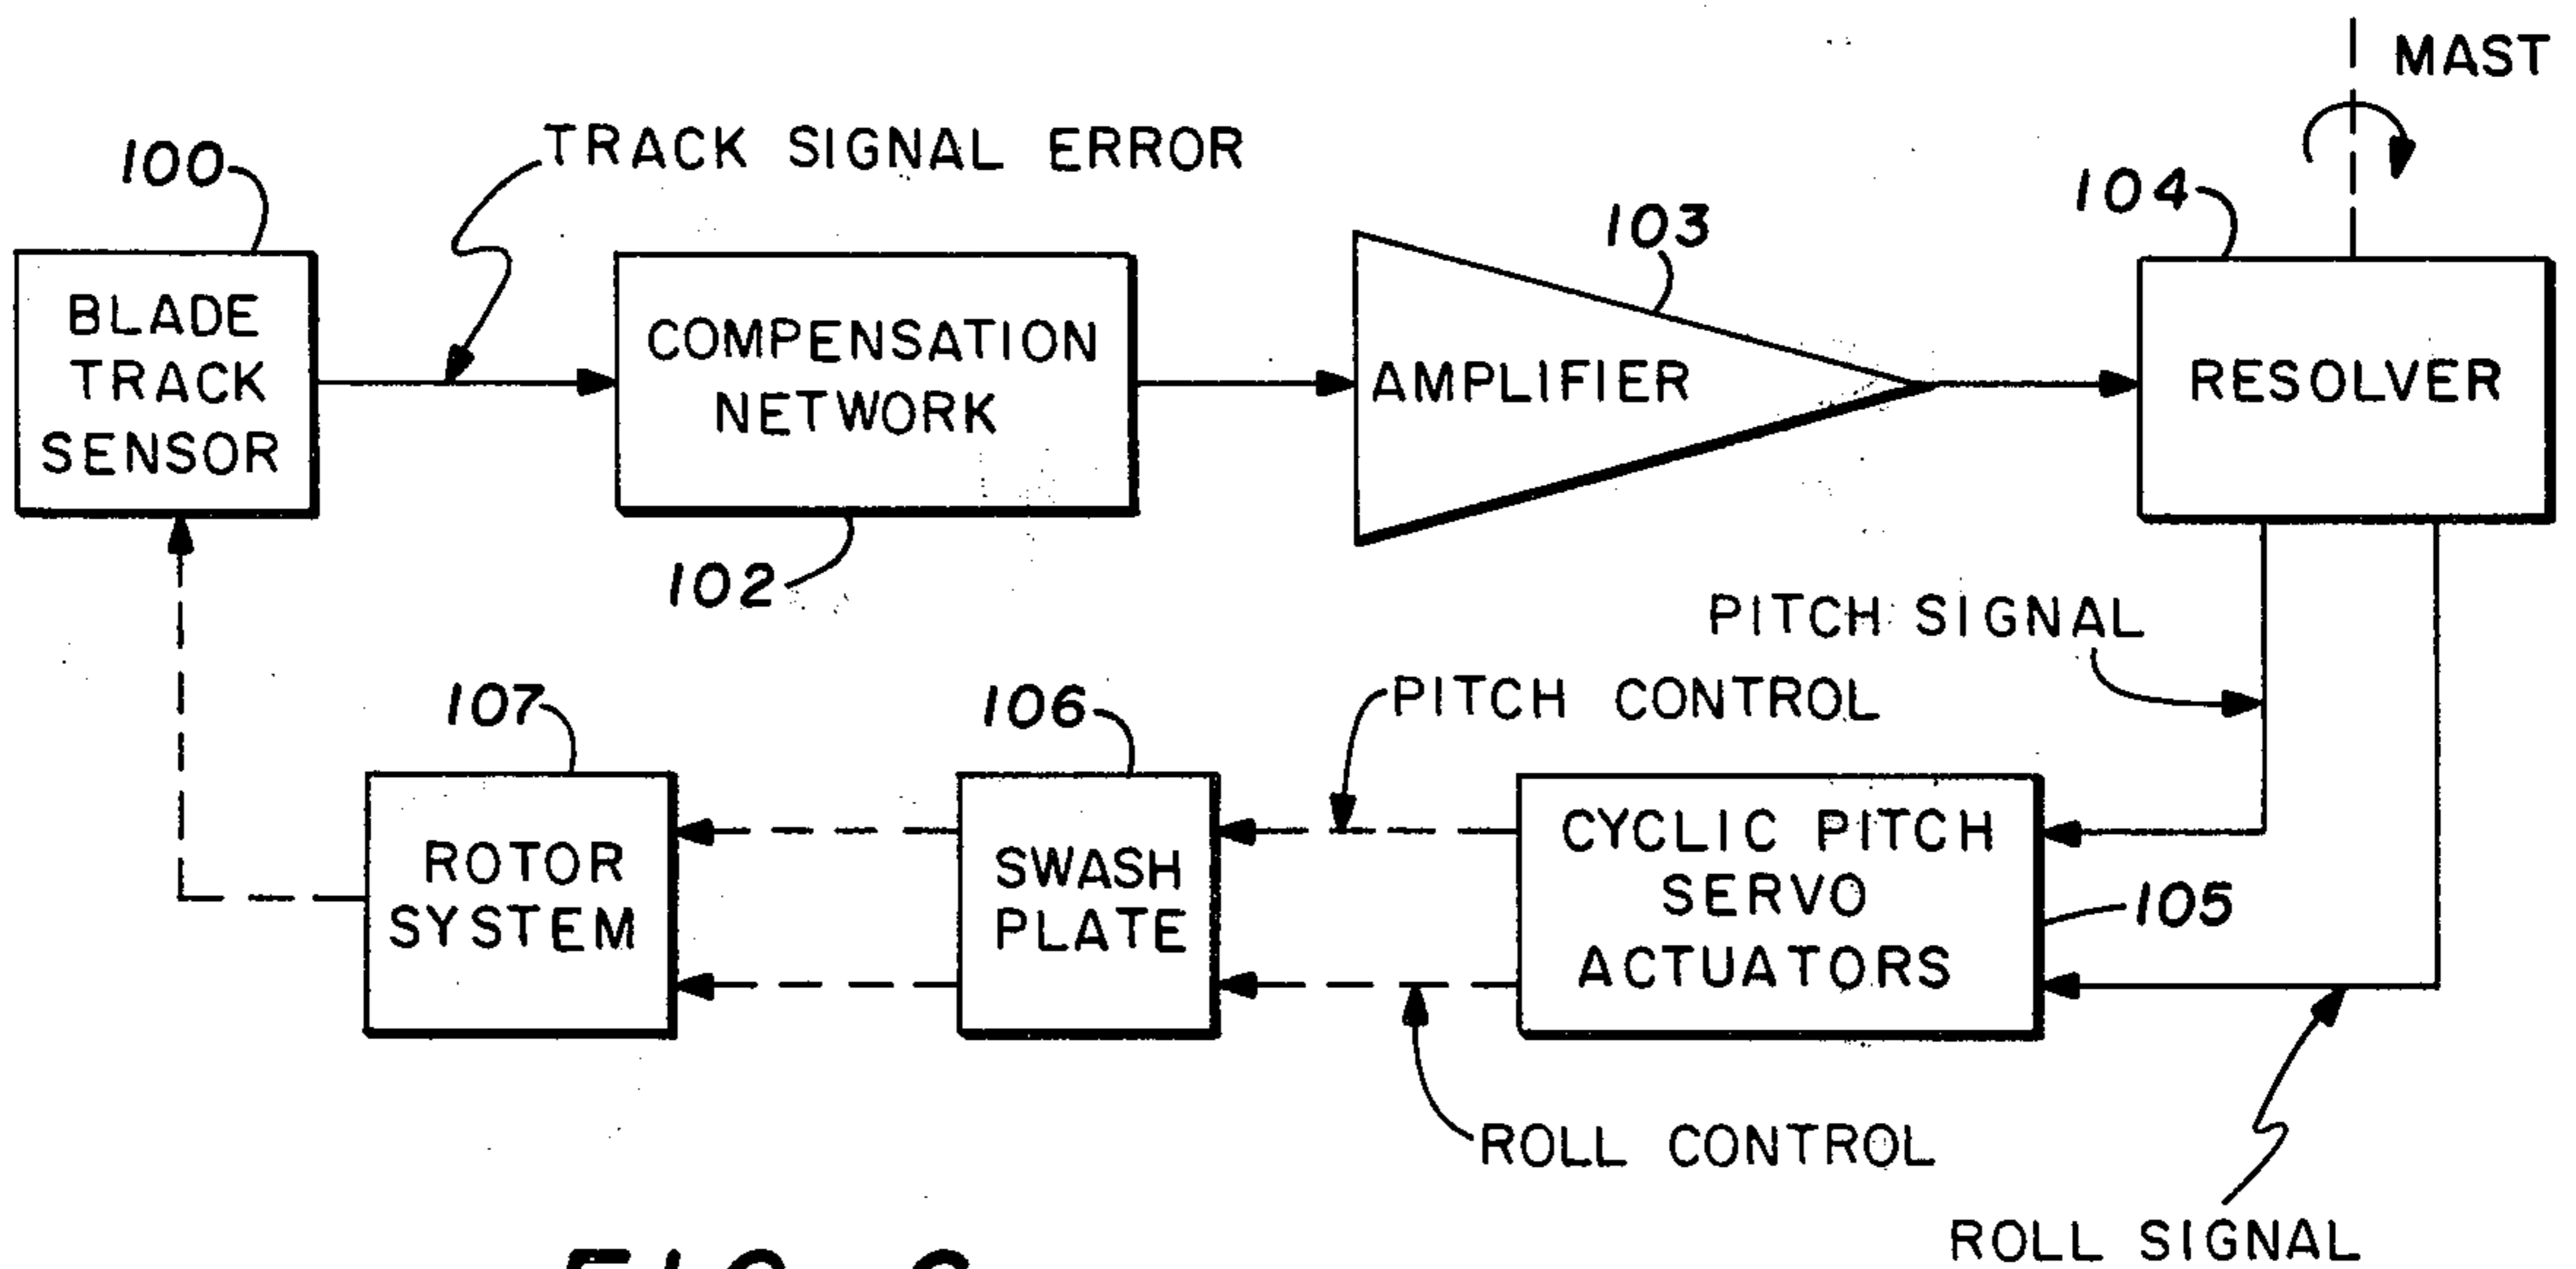 MAST
TRACK SIGNAL ERROR
100
103
104
BLADE
TRACK
SENSOR
COMPENSATION
NETWORK
AMPLIFIER
RESOLVER
102
PITCH SIGNAL
107
106
PITCH CONTROL
ROTOR
SYSTEM
SWASH
PLATE
CYCLIC PITCH
SERVO
ACTUATORS
105
ROLL CONTROL
ROLL SIGNAL